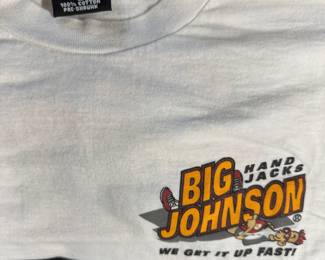 100% COTTON
PRE-SHRUNK
BIG HAND JACKS
JOHNSON®
WE GET IT UP FAST!